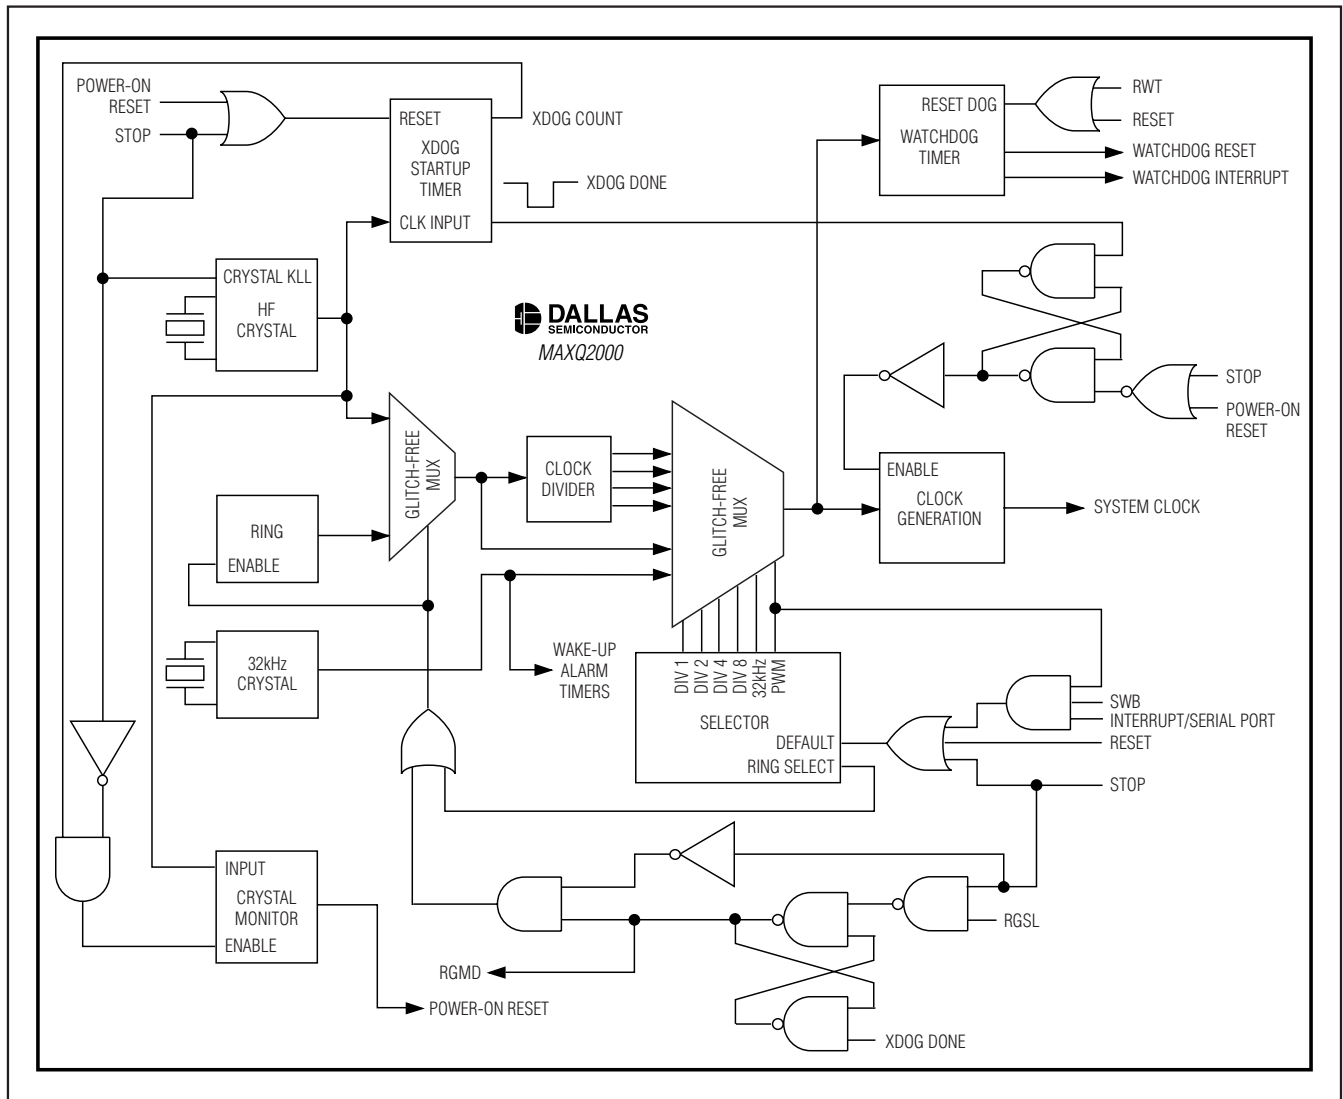 POWER-ON
RESET
STOP
RESET
XDOG
STARTUP
TIMER
CLK INPUT
XDOG COUNT
XDOG DONE
RESET DOG
WATCHDOG
TIMER
RWT
RESET
WATCHDOG RESET
WATCHDOG INTERRUPT
CRYSTAL KLL
HF
CRYSTAL
DALLAS
SEMICONDUCTOR
MAXQ2000
STOP
POWER-ON
RESET
GLITCH-FREE
MUX
CLOCK
DIVIDER
GLITCH-FREE
MUX
ENABLE
CLOCK
GENERATION
SYSTEM CLOCK
RING
ENABLE
32kHz
CRYSTAL
WAKE-UP
ALARM
TIMERS
DIV 1
DIV 2
DIV 4
DIV 8
32kHz
PWM
SELECTOR
DEFAULT
RING SELECT
SWB
INTERRUPT/SERIAL PORT
RESET
STOP
INPUT
CRYSTAL
MONITOR
ENABLE
RGSL
RGMD
POWER-ON RESET
XDOG DONE